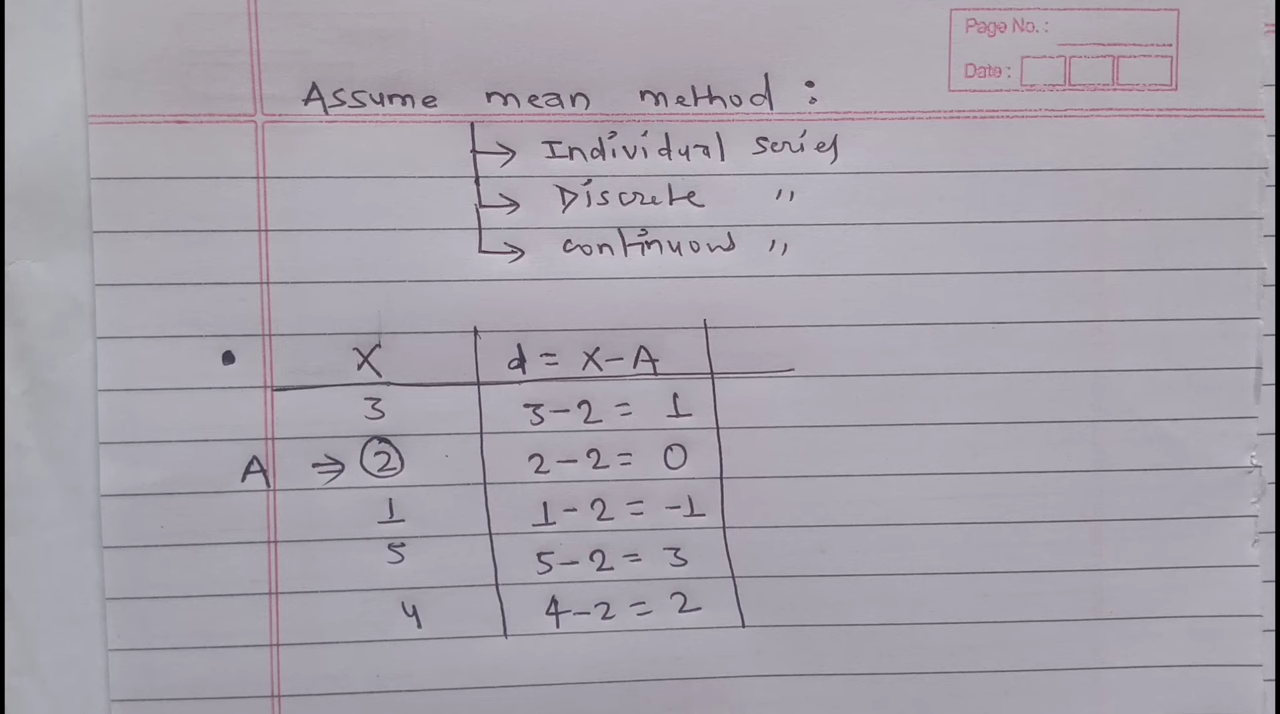 Page No. :
Date :
Assume mean method :
→ Individual series
→ Discrete "
→ continuous "
• X d = X-A
3 3-2 = 1
A ⇒ 2 2-2 = 0
1 1-2 = -1
5 5-2 = 3
4 4-2 = 2